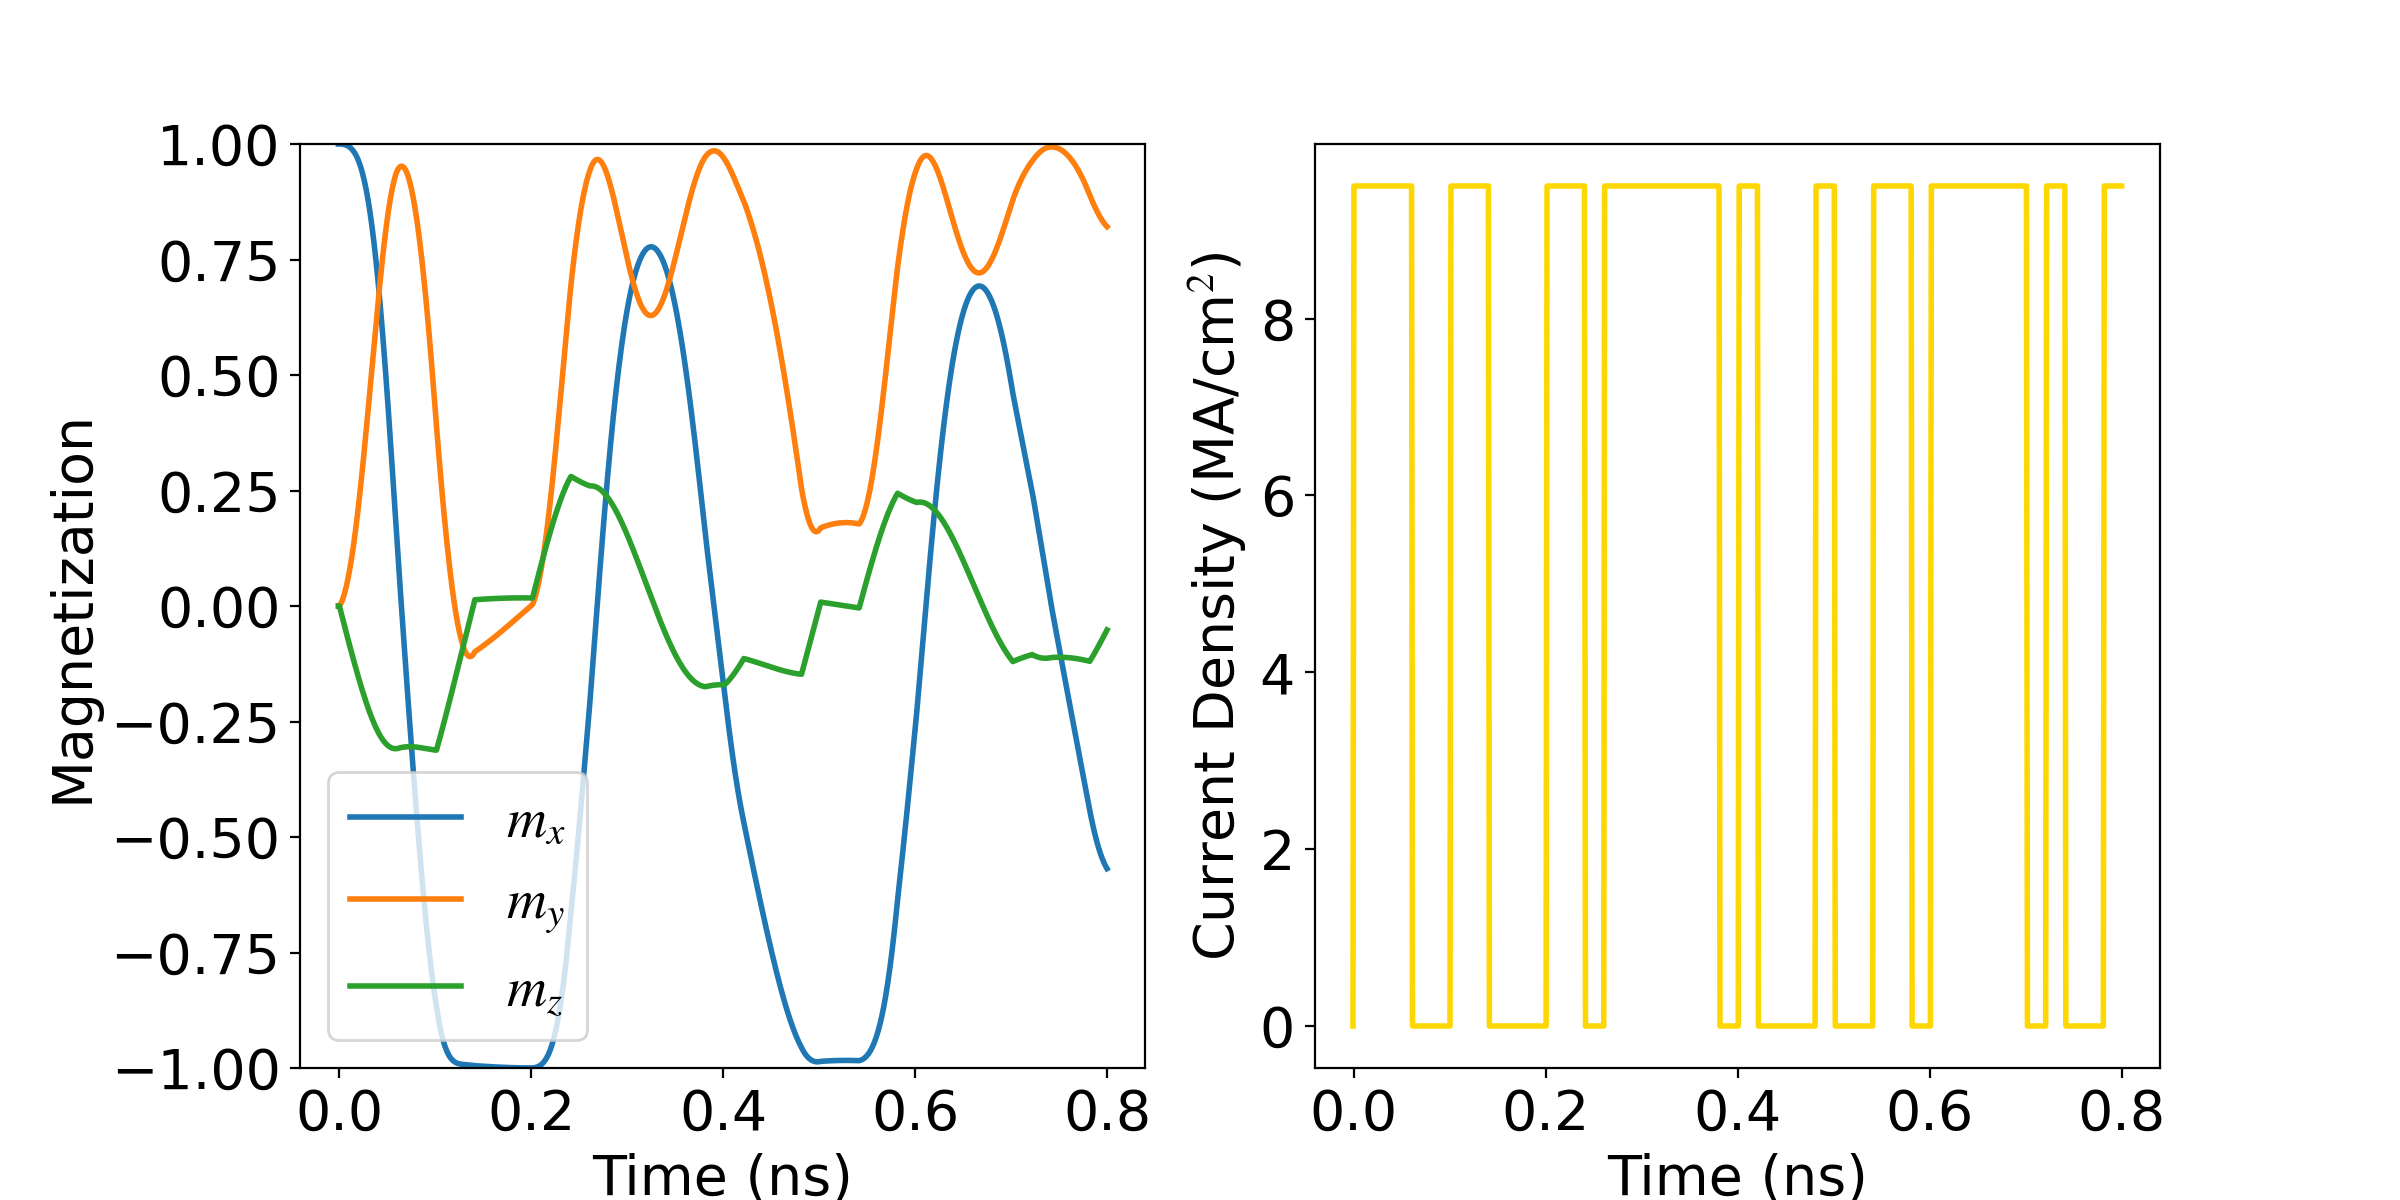 1.00
0.75
0.50
0.25
0.00
−0.25
−0.50
−0.75
−1.00
Magnetization
m_x
m_y
m_z
0.0 0.2 0.4 0.6 0.8
Time (ns)
8
6
4
2
0
Current Density (MA/cm²)
0.0 0.2 0.4 0.6 0.8
Time (ns)